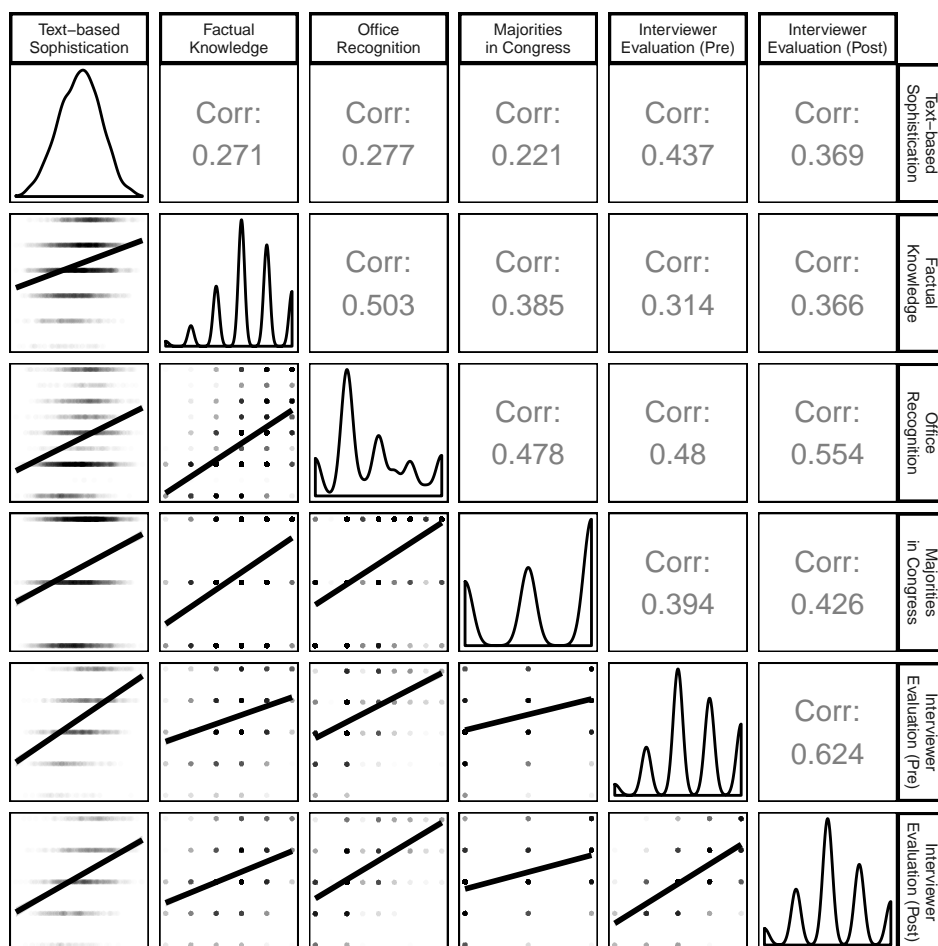 Text−based
Sophistication
Factual
Knowledge
Office
Recognition
Majorities
in Congress
Interviewer
Evaluation (Pre)
Interviewer
Evaluation (Post)
Corr:
0.271
Corr:
0.277
Corr:
0.221
Corr:
0.437
Corr:
0.369
Text−based
Sophistication
Corr:
0.503
Corr:
0.385
Corr:
0.314
Corr:
0.366
Factual
Knowledge
Corr:
0.478
Corr:
0.48
Corr:
0.554
Office
Recognition
Corr:
0.394
Corr:
0.426
Majorities
in Congress
Corr:
0.624
Interviewer
Evaluation (Pre)
Interviewer
Evaluation (Post)